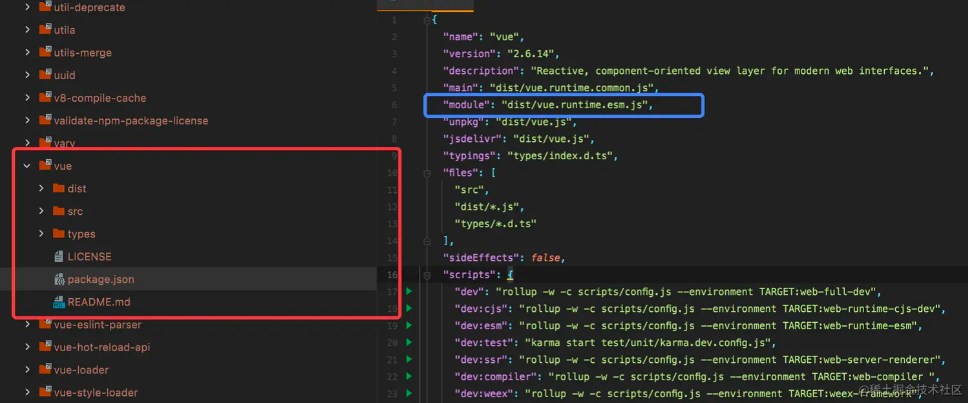 util-deprecate
utila
utils-merge
uuid
v8-compile-cache
validate-npm-package-license
vary
vue
dist
src
types
LICENSE
package.json
README.md
vue-eslint-parser
vue-hot-reload-api
vue-loader
vue-style-loader
1 {
2 "name": "vue",
3 "version": "2.6.14",
4 "description": "Reactive, component-oriented view layer for modern web interfaces.",
5 "main": "dist/vue.runtime.common.js",
6 "module": "dist/vue.runtime.esm.js",
7 "unpkg": "dist/vue.js",
8 "jsdelivr": "dist/vue.js",
9 "typings": "types/index.d.ts",
10 "files": [
11 "src",
12 "dist/*.js",
13 "types/*.d.ts"
14 ],
15 "sideEffects": false,
16 "scripts": {
17 "dev": "rollup -w -c scripts/config.js --environment TARGET:web-full-dev",
18 "dev:cjs": "rollup -w -c scripts/config.js --environment TARGET:web-runtime-cjs-dev",
19 "dev:esm": "rollup -w -c scripts/config.js --environment TARGET:web-runtime-esm",
20 "dev:test": "karma start test/unit/karma.dev.config.js",
21 "dev:ssr": "rollup -w -c scripts/config.js --environment TARGET:web-server-renderer",
22 "dev:compiler": "rollup -w -c scripts/config.js --environment TARGET:web-compiler ",
23 "dev:weex": "rollup -w -c scripts/config.js --environment TARGET:weex-framework",
@稀土掘金技术社区